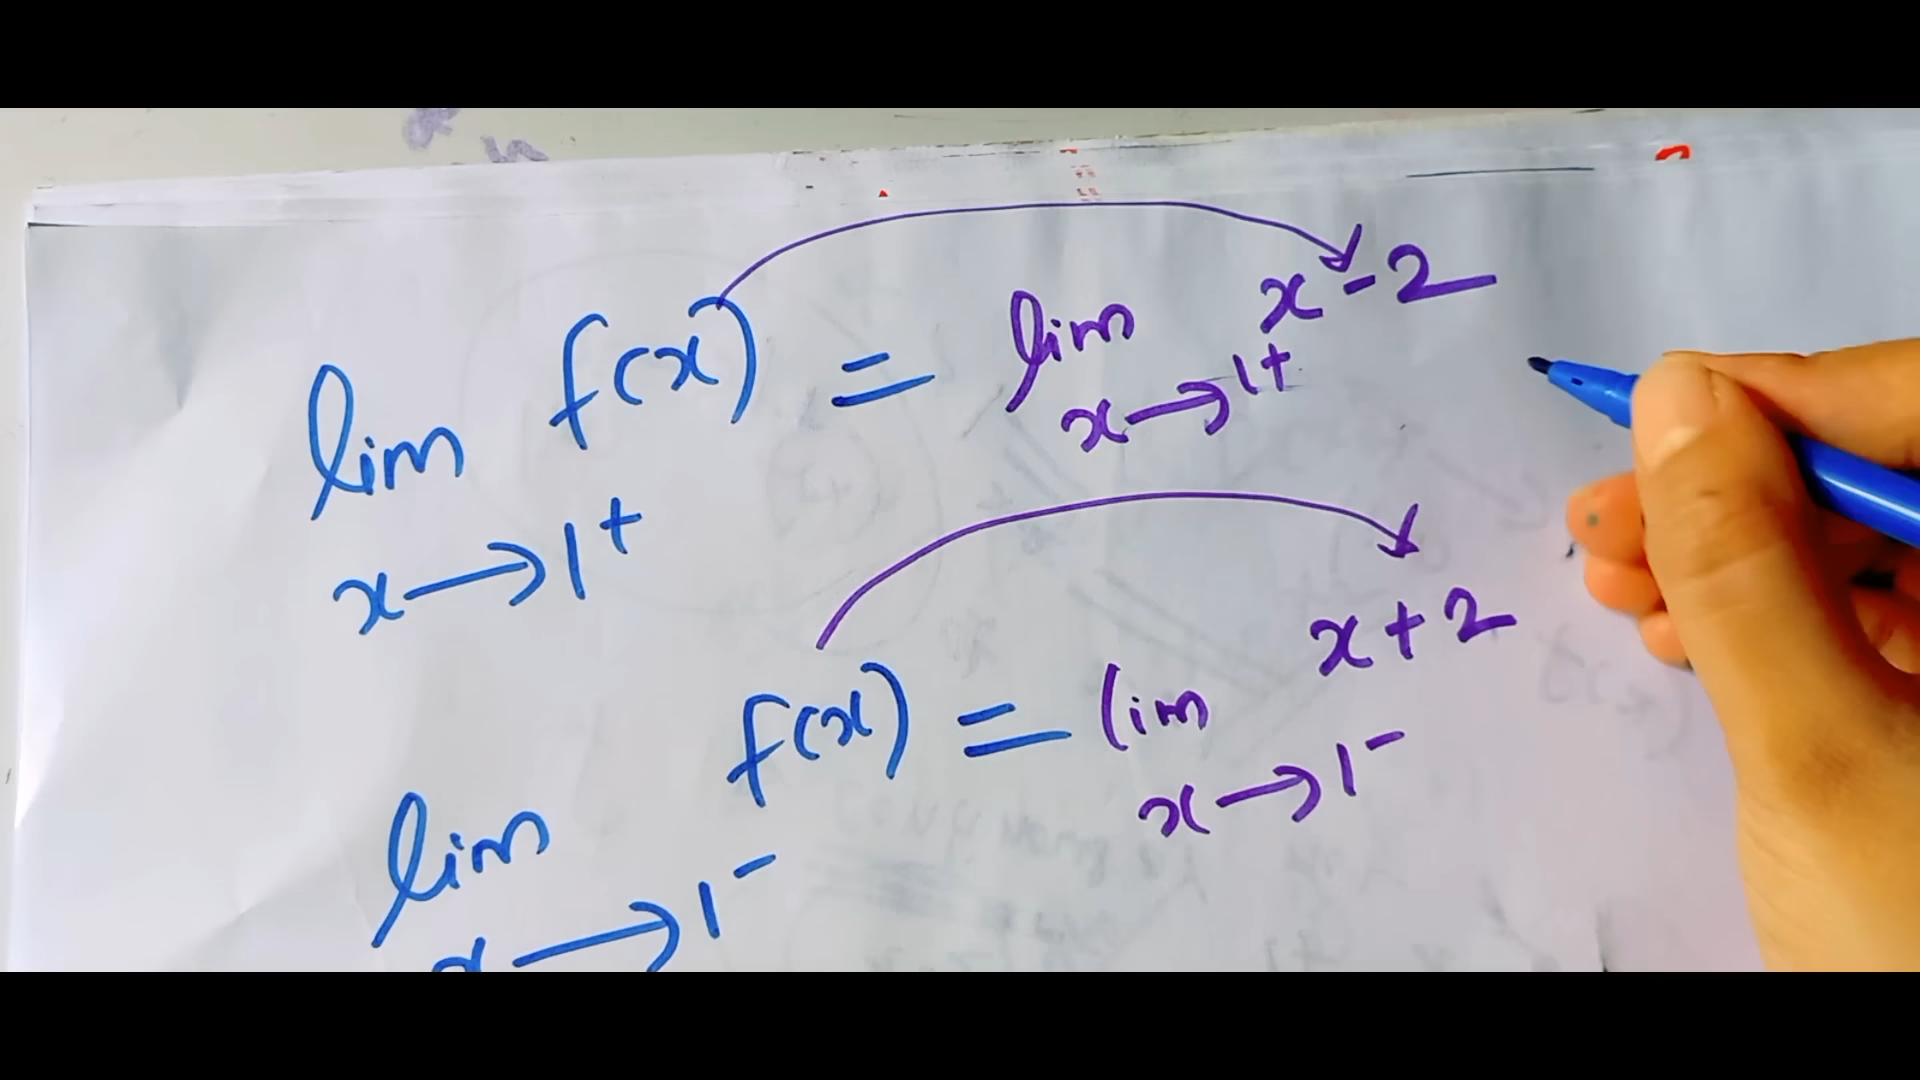 lim f(x) = lim x-2
x→1+ x→1+
lim f(x) = lim x+2
x→1- x→1-